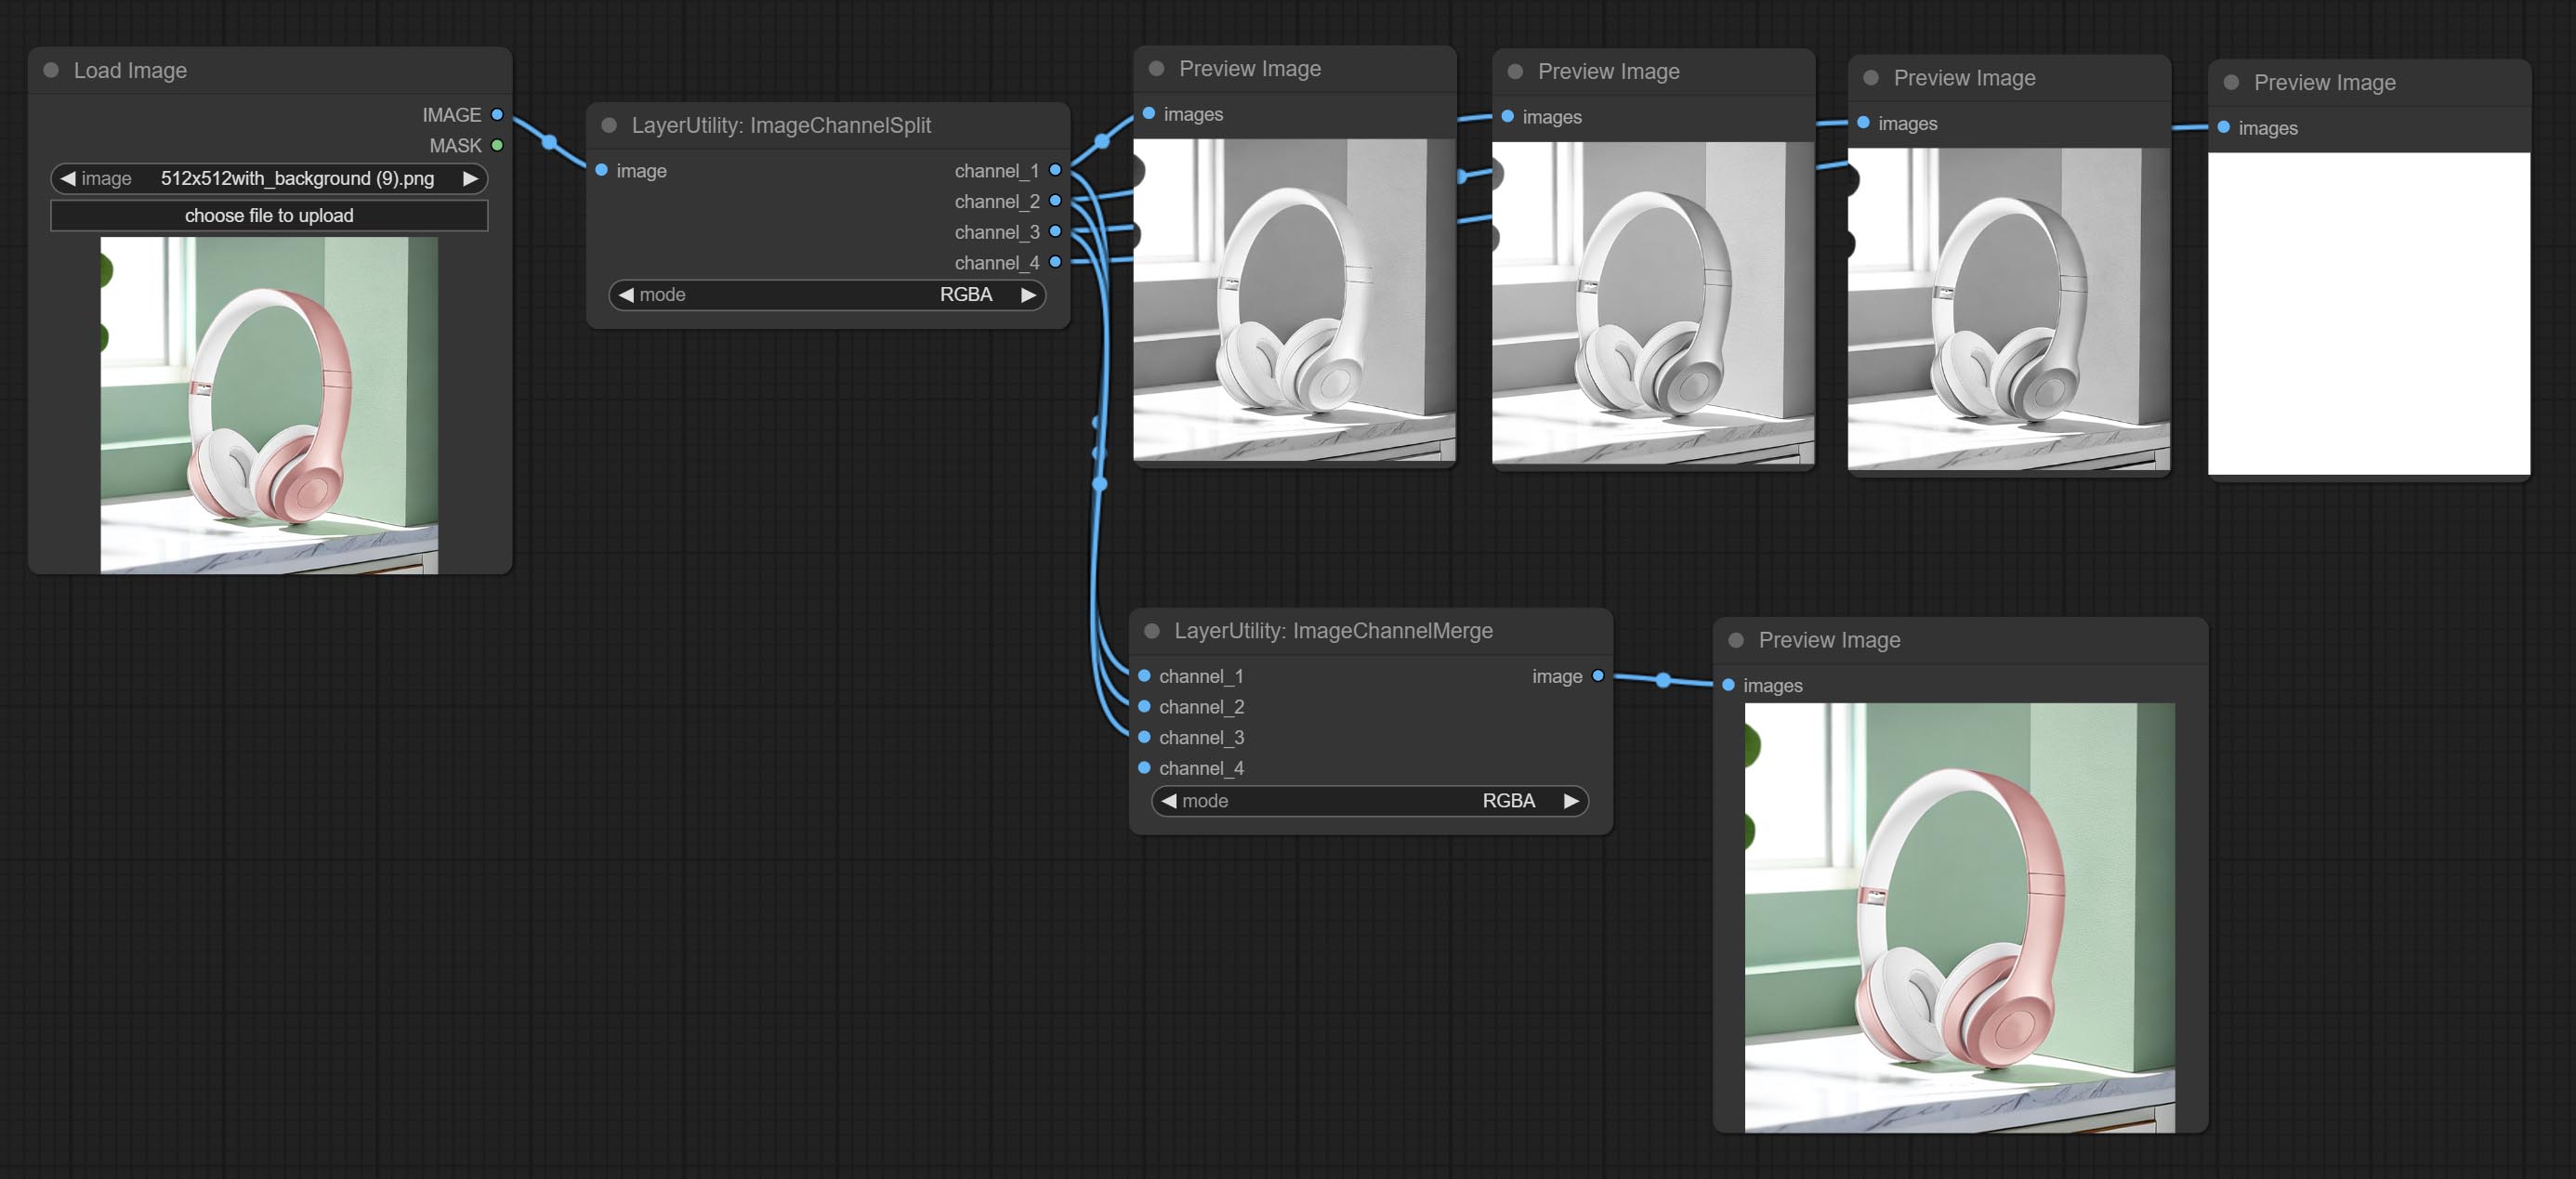 Load Image
IMAGE
MASK
image 512x512with_background (9).png
choose file to upload
LayerUtility: ImageChannelSplit
image
channel_1
channel_2
channel_3
channel_4
mode RGBA
Preview Image
images
Preview Image
images
Preview Image
images
Preview Image
images
LayerUtility: ImageChannelMerge
channel_1 image
channel_2
channel_3
channel_4
mode RGBA
Preview Image
images